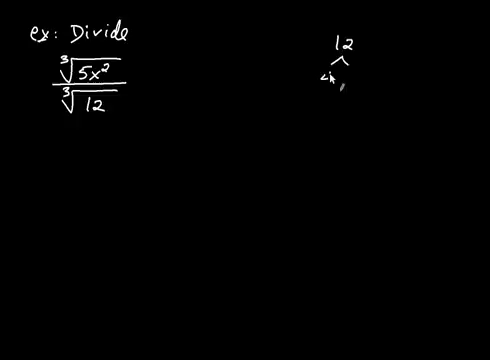 ex: Divide
∛(5x²)
∛(12)
12